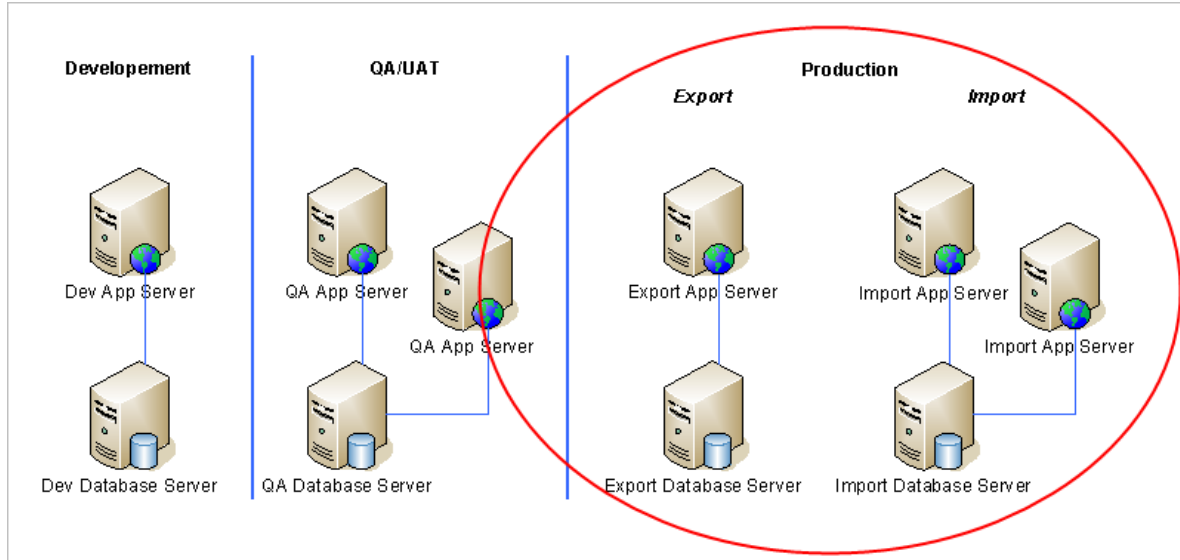 Developement
QA/UAT
Production
Export
Import
Dev App Server
QA App Server
QA App Server
Export App Server
Import App Server
Import App Server
Dev Database Server
QA Database Server
Export Database Server
Import Database Server